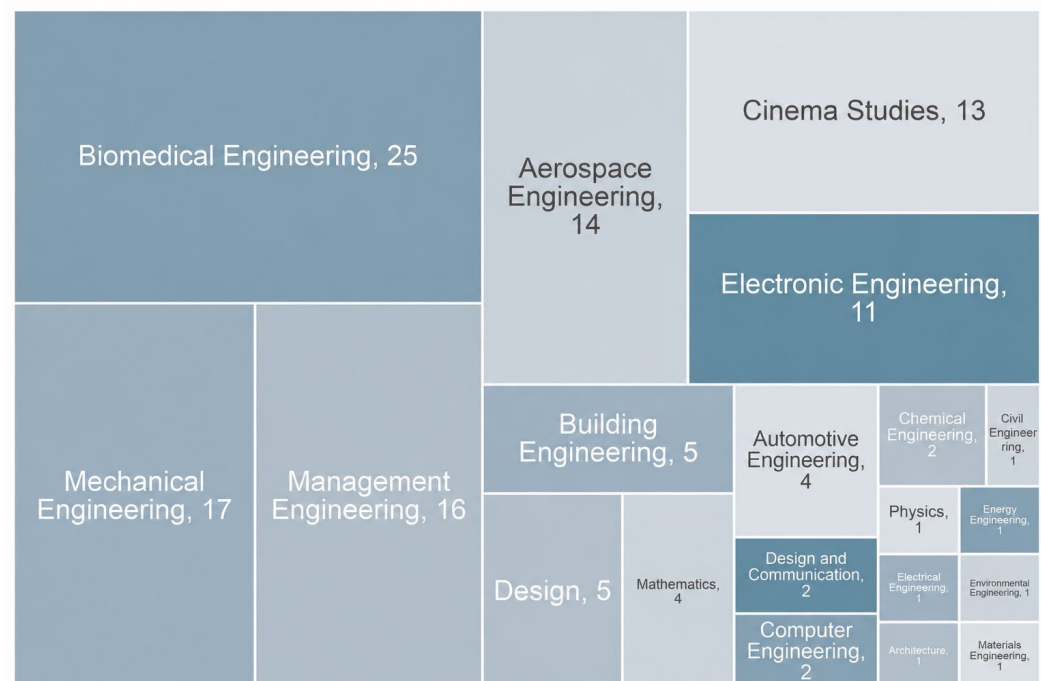 Biomedical Engineering, 25
Mechanical
Engineering, 17
Management
Engineering, 16
Aerospace
Engineering,
14
Cinema Studies, 13
Electronic Engineering,
11
Building
Engineering, 5
Design, 5
Mathematics,
4
Automotive
Engineering,
4
Design and
Communication,
2
Computer
Engineering,
2
Chemical
Engineering,
2
Civil
Engineer
ring,
1
Physics,
1
Energy
Engineering,
1
Electrical
Engineering,
1
Environmental
Engineering, 1
Architecture,
1
Materials
Engineering,
1